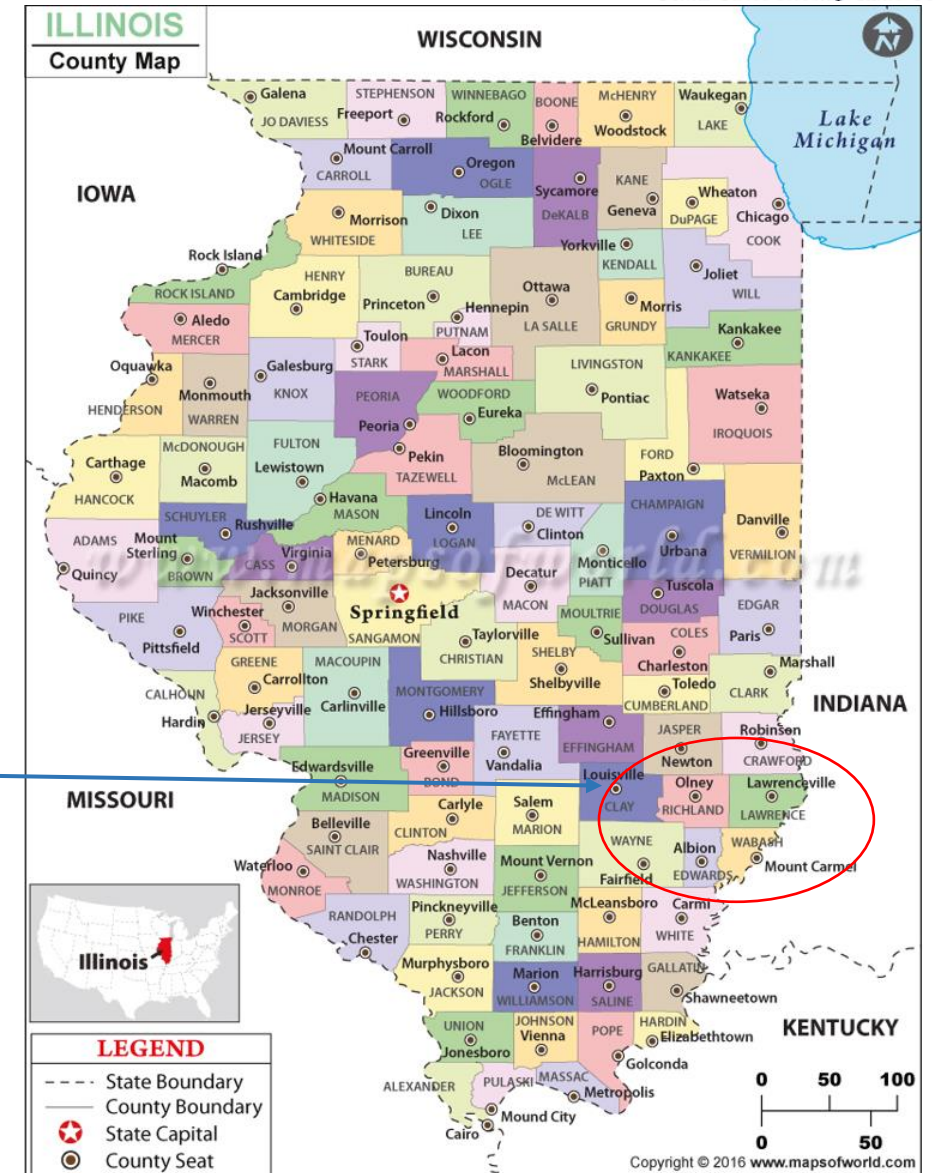 ILLINOIS
County Map
WISCONSIN
N
Lake
Michigan
IOWA
MISSOURI
INDIANA
KENTUCKY
Galena
JO DAVIESS
STEPHENSON
Freeport
WINNEBAGO
Rockford
BOONE
Belvidere
McHENRY
Woodstock
Waukegan
LAKE
Mount Carroll
CARROLL
Oregon
OGLE
Sycamore
DeKALB
KANE
Geneva
Wheaton
DuPAGE
Chicago
COOK
Morrison
WHITESIDE
Dixon
LEE
Yorkville
KENDALL
Joliet
WILL
Rock Island
ROCK ISLAND
HENRY
Cambridge
BUREAU
Princeton
Hennepin
PUTNAM
Ottawa
LA SALLE
Morris
GRUNDY
Kankakee
KANKAKEE
Aledo
MERCER
Toulon
STARK
Lacon
MARSHALL
LIVINGSTON
Pontiac
Watseka
IROQUOIS
Oquawka
HENDERSON
Monmouth
WARREN
Galesburg
KNOX
PEORIA
Peoria
WOODFORD
Eureka
Pekin
TAZEWELL
Bloomington
McLEAN
FORD
Paxton
Carthage
HANCOCK
McDONOUGH
Macomb
FULTON
Lewistown
Havana
MASON
Lincoln
LOGAN
DE WITT
Clinton
CHAMPAIGN
Urbana
Danville
VERMILION
ADAMS
Quincy
SCHUYLER
Rushville
Mount
Sterling
BROWN
Virginia
CASS
MENARD
Petersburg
www.mapsofworld.com
Monticello
PIATT
Decatur
MACON
Tuscola
DOUGLAS
EDGAR
Paris
PIKE
Pittsfield
Winchester
SCOTT
Jacksonville
MORGAN
Springfield
SANGAMON
Taylorville
CHRISTIAN
MOULTRIE
Sullivan
COLES
Charleston
SHELBY
Shelbyville
Toledo
CUMBERLAND
Marshall
CLARK
CALHOUN
Hardin
GREENE
Carrollton
Jerseyville
JERSEY
MACOUPIN
Carlinville
MONTGOMERY
Hillsboro
FAYETTE
Vandalia
Effingham
EFFINGHAM
JASPER
Newton
Robinson
CRAWFORD
Edwardsville
MADISON
Greenville
BOND
Louisville
CLAY
Olney
RICHLAND
Lawrenceville
LAWRENCE
Belleville
SAINT CLAIR
Carlyle
CLINTON
Salem
MARION
WAYNE
Fairfield
Albion
EDWARDS
WABASH
Mount Carmel
Waterloo
MONROE
Nashville
WASHINGTON
Mount Vernon
JEFFERSON
McLeansboro
HAMILTON
Carmi
WHITE
RANDOLPH
Chester
Pinckneyville
PERRY
Benton
FRANKLIN
Murphysboro
JACKSON
Marion
WILLIAMSON
Harrisburg
SALINE
GALLATIN
Shawneetown
UNION
Jonesboro
JOHNSON
Vienna
POPE
Golconda
HARDIN
Elizabethtown
ALEXANDER
Cairo
PULASKI
Mound City
MASSAC
Metropolis
Illinois
LEGEND
State Boundary
County Boundary
State Capital
County Seat
0 50 100
0 50
Copyright © 2016 www.mapsofworld.com